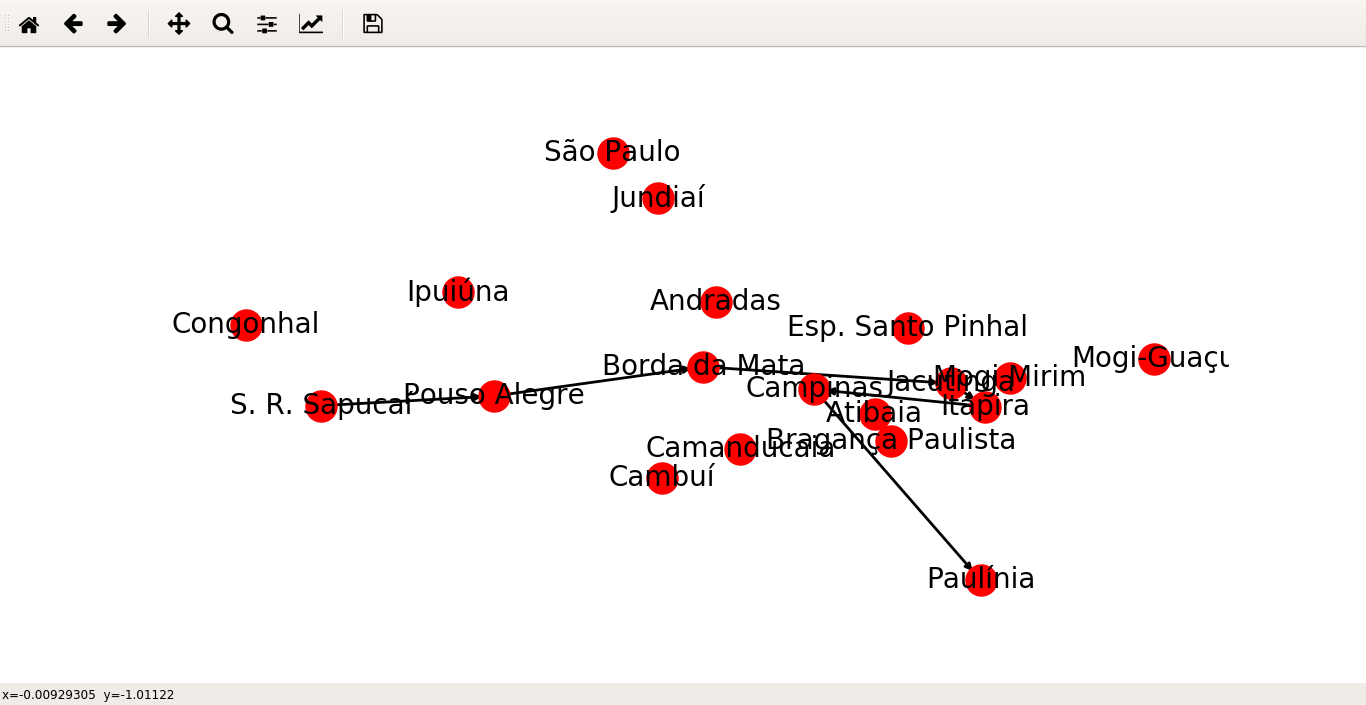 São Paulo
Jundiaí
Ipuiúna
Andradas
Congonhal
Esp. Santo Pinhal
Mogi-Guaçu
Borda da Mata
Mogi-Mirim
Jacutinga
Campinas
Pouso Alegre
S. R. Sapucaí
Itapira
Atibaia
Bragança Paulista
Camanducaia
Cambuí
Paulínia
x=-0.00929305 y=-1.01122